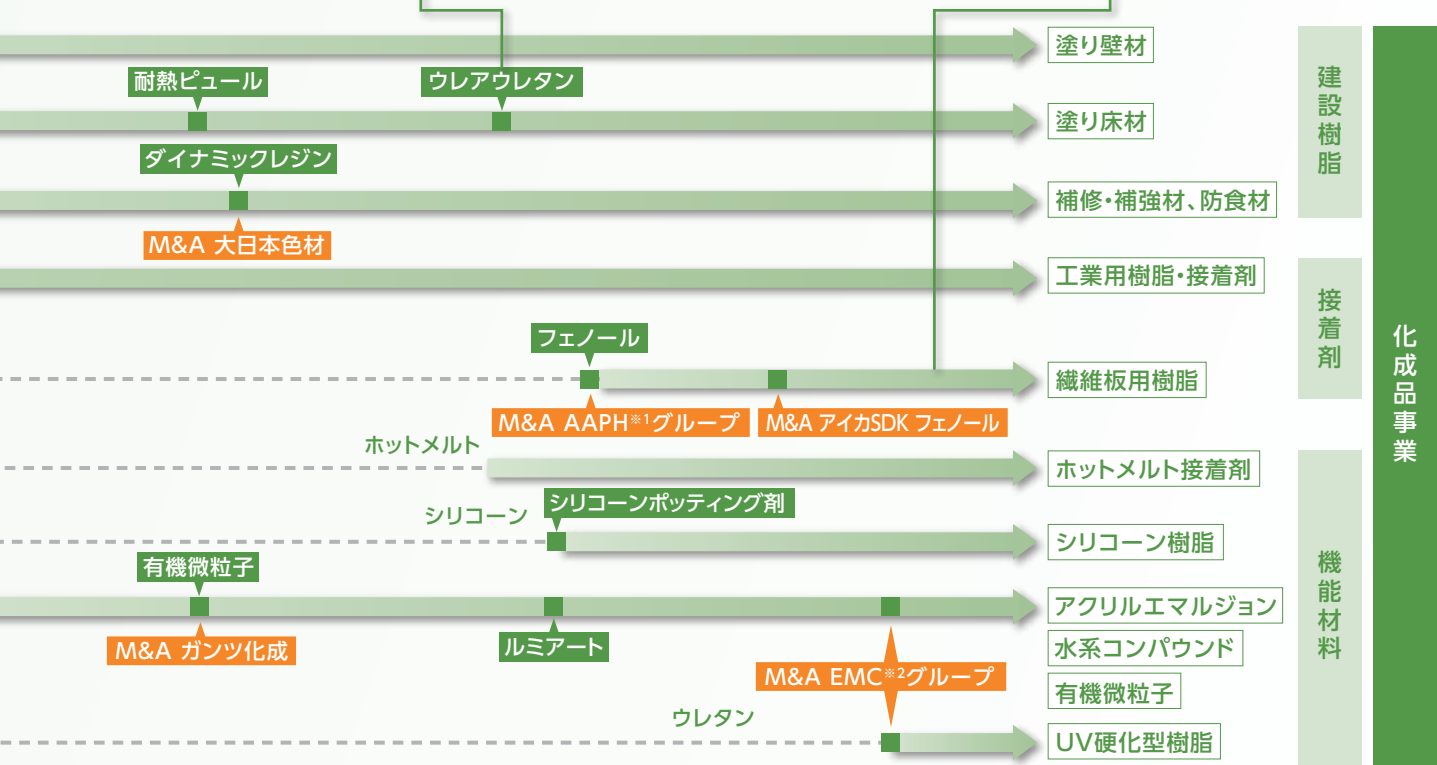 塗り壁材
耐熱ピュール
ウレアウレタン
塗り床材
ダイナミックレジン
補修・補強材、防食材
M&A 大日本色材
建設樹脂
工業用樹脂・接着剤
フェノール
繊維板用樹脂
M&A AAPH※1グループ
M&A アイカSDK フェノール
接着剤
ホットメルト
ホットメルト接着剤
シリコーン
シリコーンポッティング剤
シリコーン樹脂
有機微粒子
アクリルエマルジョン
M&A ガンツ化成
ルミアート
水系コンパウンド
M&A EMC※2グループ
有機微粒子
ウレタン
UV硬化型樹脂
機能材料
化成品事業